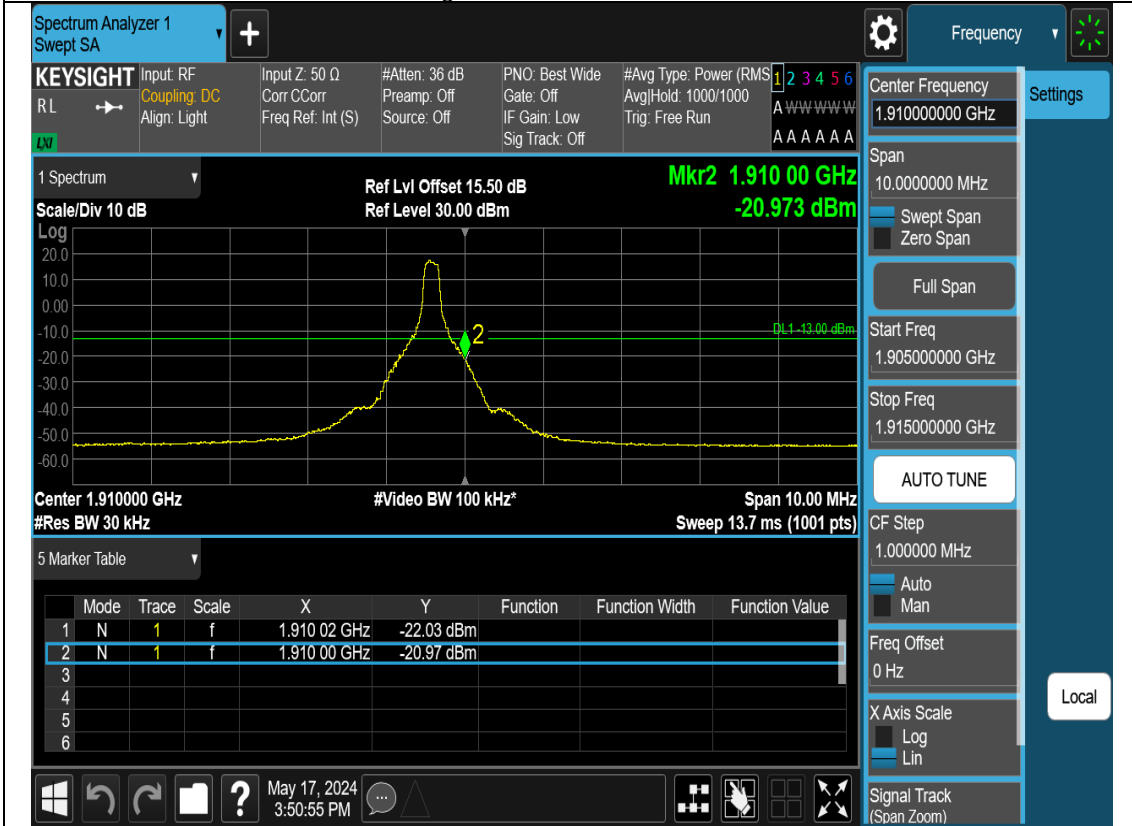 Spectrum Analyzer 1
Swept SA
Frequency
KEYSIGHT
RL
LXI
Input: RF
Coupling: DC
Align: Light
Input Z: 50 Ω
Corr CCorr
Freq Ref: Int (S)
#Atten: 36 dB
Preamp: Off
Source: Off
PNO: Best Wide
Gate: Off
IF Gain: Low
Sig Track: Off
#Avg Type: Power (RMS
Avg|Hold: 1000/1000
Trig: Free Run
1 2 3 4 5 6
A W W W W W
A A A A A A
1 Spectrum
Scale/Div 10 dB
Ref Lvl Offset 15.50 dB
Ref Level 30.00 dBm
Mkr2 1.910 00 GHz
-20.973 dBm
Log
20.0
10.0
0.00
-10.0
-20.0
-30.0
-40.0
-50.0
-60.0
2
DL1 -13.00 dBm
Center 1.910000 GHz
#Video BW 100 kHz*
Span 10.00 MHz
#Res BW 30 kHz
Sweep 13.7 ms (1001 pts)
5 Marker Table
Mode Trace Scale X Y Function Function Width Function Value
1 N 1 f 1.910 02 GHz -22.03 dBm
2 N 1 f 1.910 00 GHz -20.97 dBm
3
4
5
6
?
May 17, 2024
3:50:55 PM
Center Frequency
1.910000000 GHz
Settings
Span
10.0000000 MHz
Swept Span
Zero Span
Full Span
Start Freq
1.905000000 GHz
Stop Freq
1.915000000 GHz
AUTO TUNE
CF Step
1.000000 MHz
Auto
Man
Freq Offset
0 Hz
Local
X Axis Scale
Log
Lin
Signal Track
(Span Zoom)